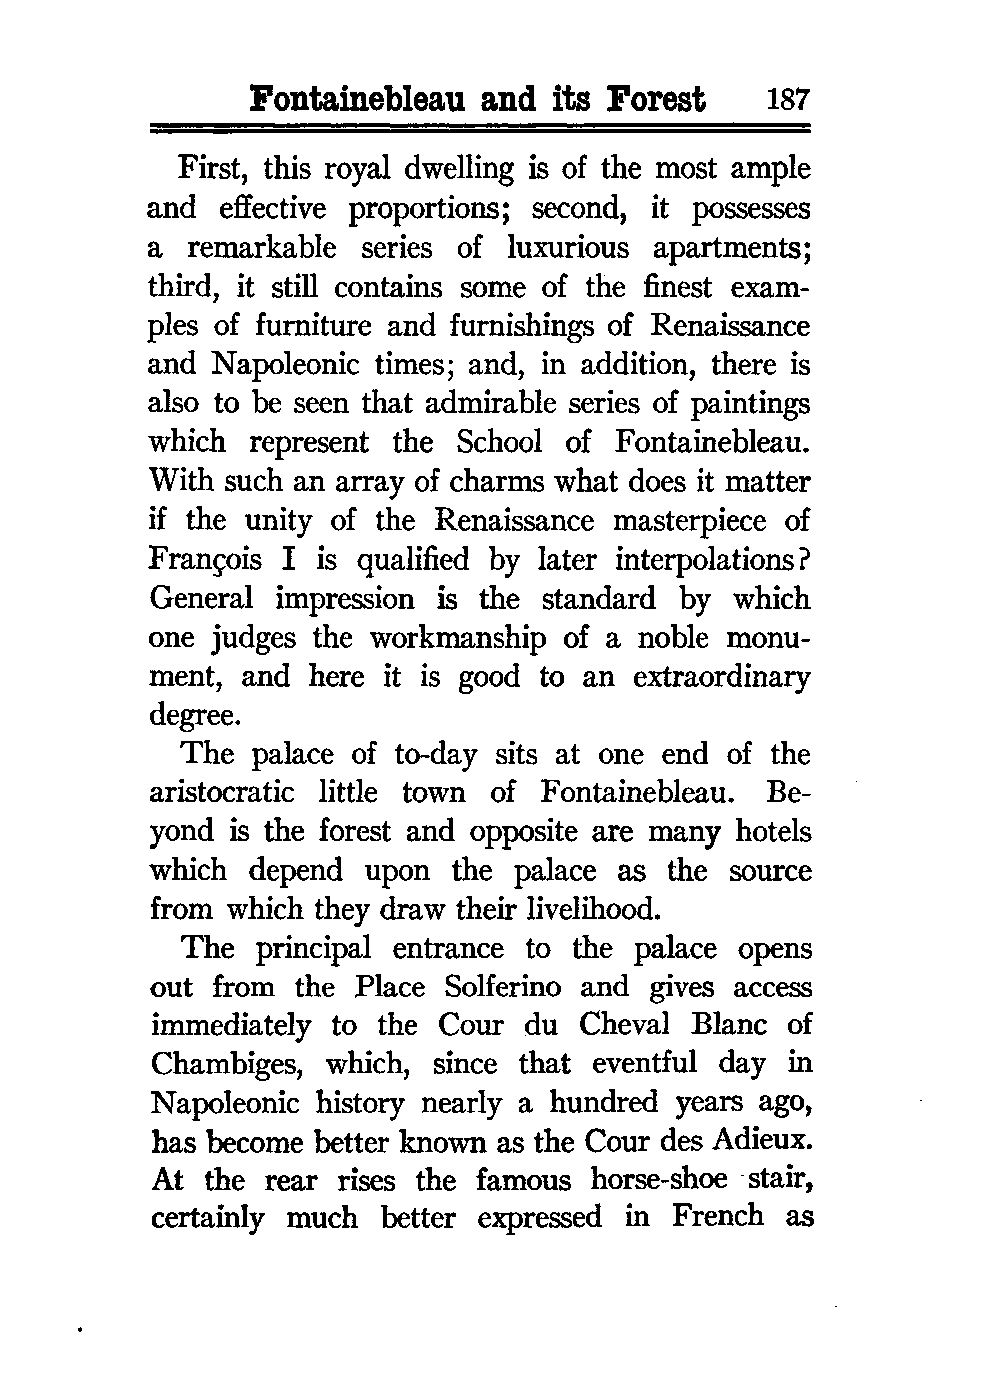 Fontainebleau and its Forest 187
First, this royal dwelling is of the most ample
and effective proportions; second, it possesses
a remarkable series of luxurious apartments;
third, it still contains some of the finest exam-
ples of furniture and furnishings of Renaissance
and Napoleonic times; and, in addition, there is
also to be seen that admirable series of paintings
which represent the School of Fontainebleau.
With such an array of charms what does it matter
if the unity of the Renaissance masterpiece of
François I is qualified by later interpolations?
General impression is the standard by which
one judges the workmanship of a noble monu-
ment, and here it is good to an extraordinary
degree.
The palace of to-day sits at one end of the
aristocratic little town of Fontainebleau. Be-
yond is the forest and opposite are many hotels
which depend upon the palace as the source
from which they draw their livelihood.
The principal entrance to the palace opens
out from the Place Solferino and gives access
immediately to the Cour du Cheval Blanc of
Chambiges, which, since that eventful day in
Napoleonic history nearly a hundred years ago,
has become better known as the Cour des Adieux.
At the rear rises the famous horse-shoe stair,
certainly much better expressed in French as